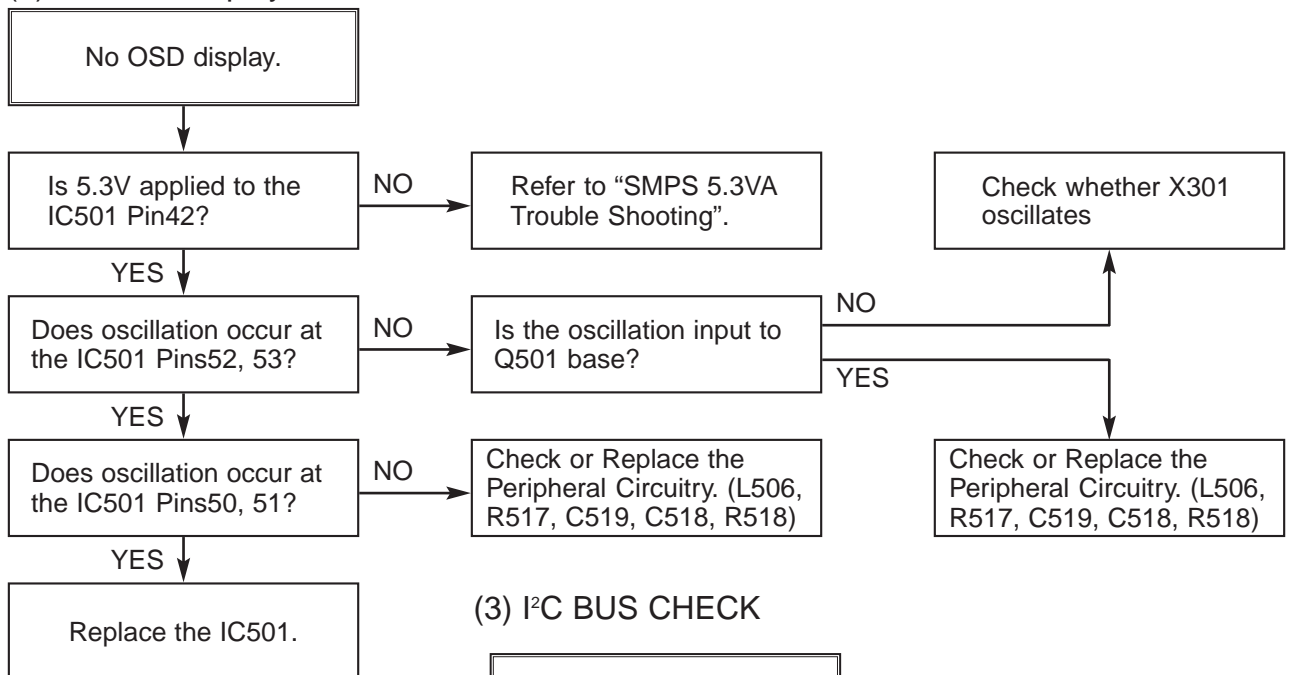 No OSD display.
Is 5.3V applied to the
IC501 Pin42?
NO
Refer to “SMPS 5.3VA
Trouble Shooting”.
Check whether X301
oscillates
YES
Does oscillation occur at
the IC501 Pins52, 53?
NO
Is the oscillation input to
Q501 base?
NO
YES
YES
Does oscillation occur at
the IC501 Pins50, 51?
NO
Check or Replace the
Peripheral Circuitry. (L506,
R517, C519, C518, R518)
Check or Replace the
Peripheral Circuitry. (L506,
R517, C519, C518, R518)
YES
Replace the IC501.
(3) I²C BUS CHECK